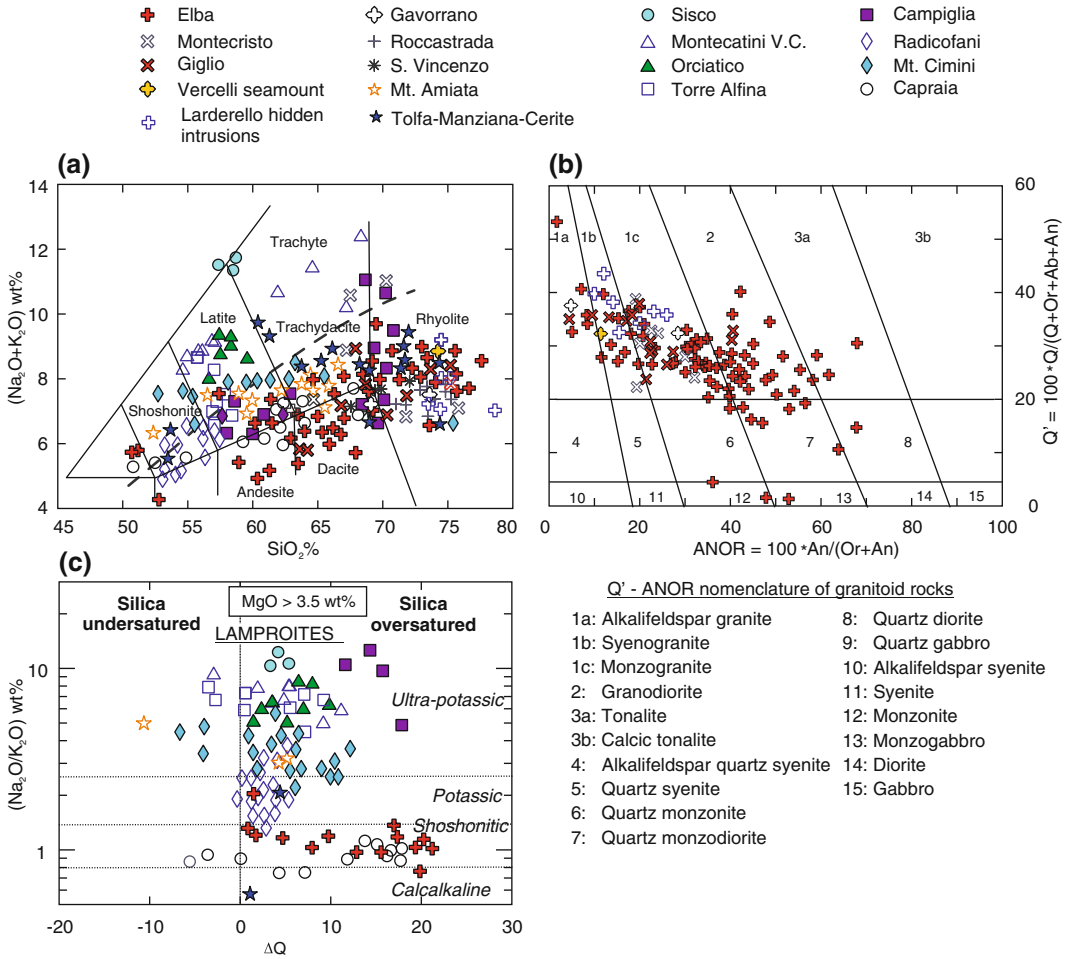 Elba
Montecristo
Giglio
Vercelli seamount
Larderello hidden
intrusions
Gavorrano
Roccastrada
S. Vincenzo
Mt. Amiata
Tolfa-Manziana-Cerite
Sisco
Montecatini V.C.
Orciatico
Torre Alfina
Campiglia
Radicofani
Mt. Cimini
Capraia
(a)
14
12
10
8
6
4
(Na2O+K2O) wt%
Trachyte
Latite
Trachydacite
Rhyolite
Shoshonite
Dacite
Andesite
45 50 55 60 65 70 75 80
SiO2%
(b)
60
40
20
0
Q' = 100*Q/(Q+Or+Ab+An)
1a 1b 1c 2 3a 3b
4 5 6 7 8
10 11 12 13 14 15
0 20 40 60 80 100
ANOR = 100 *An/(Or+An)
(c)
Silica
undersatured
MgO > 3.5 wt%
Silica
oversatured
LAMPROITES
10
1
(Na2O/K2O) wt%
Ultra-potassic
Potassic
Shoshonitic
Calcalkaline
-20 -10 0 10 20 30
ΔQ
Q' - ANOR nomenclature of granitoid rocks
1a: Alkalifeldspar granite
1b: Syenogranite
1c: Monzogranite
2: Granodiorite
3a: Tonalite
3b: Calcic tonalite
4: Alkalifeldspar quartz syenite
5: Quartz syenite
6: Quartz monzonite
7: Quartz monzodiorite
8: Quartz diorite
9: Quartz gabbro
10: Alkalifeldspar syenite
11: Syenite
12: Monzonite
13: Monzogabbro
14: Diorite
15: Gabbro